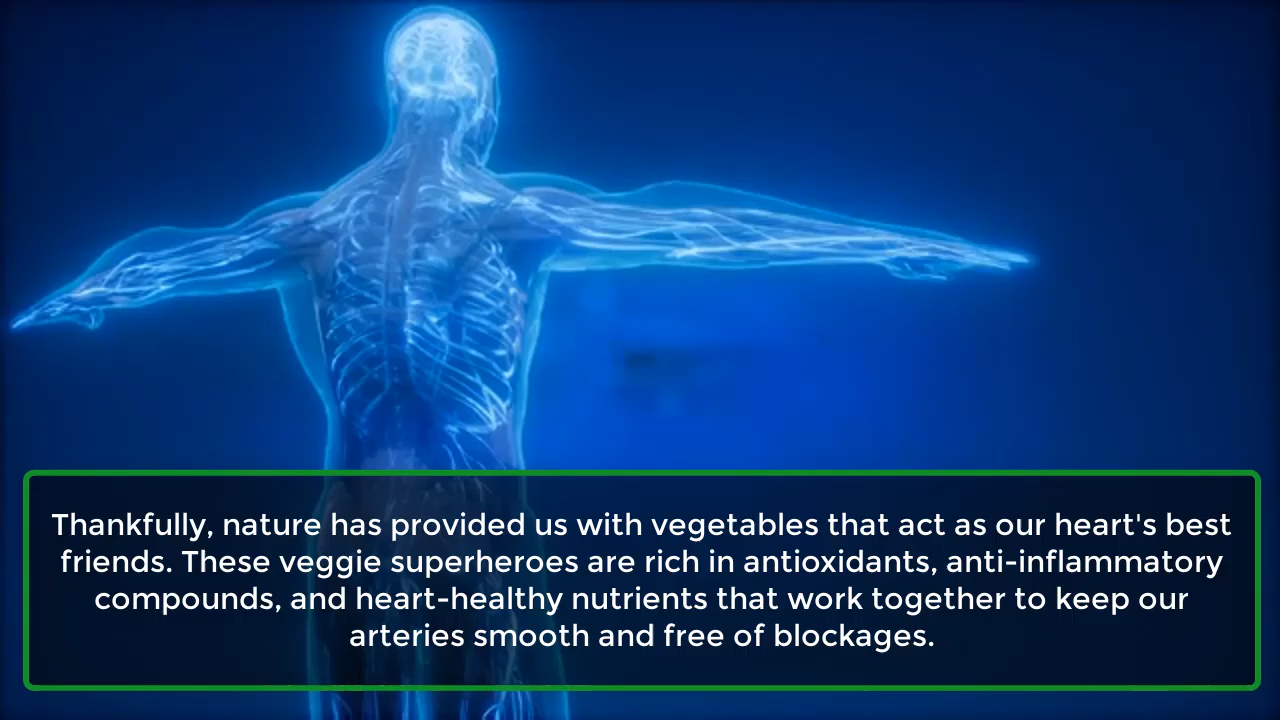 Thankfully, nature has provided us with vegetables that act as our heart's best
friends. These veggie superheroes are rich in antioxidants, anti-inflammatory
compounds, and heart-healthy nutrients that work together to keep our
arteries smooth and free of blockages.